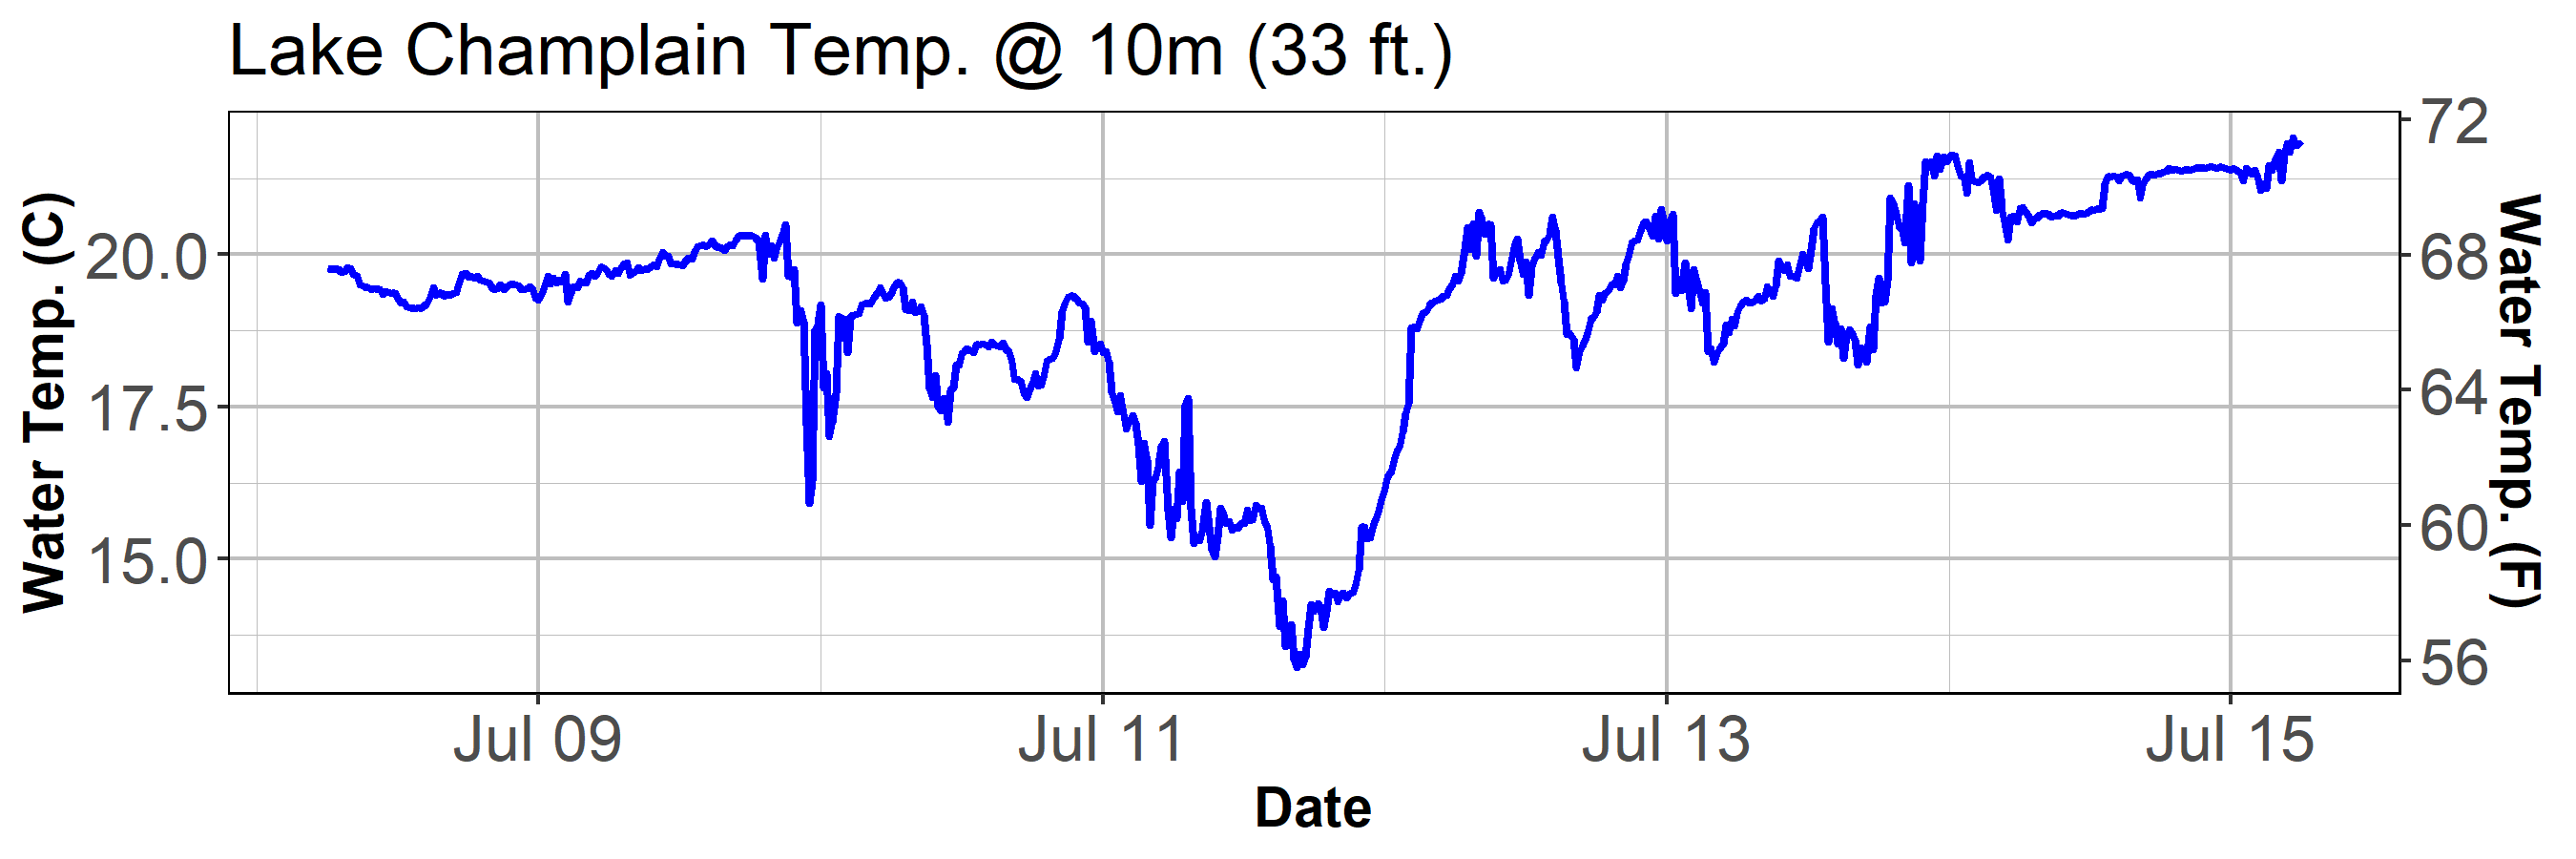 Lake Champlain Temp. @ 10m (33 ft.)
Water Temp. (C)
20.0
17.5
15.0
72
68
64
60
56
Water Temp. (F)
Jul 09
Jul 11
Jul 13
Jul 15
Date